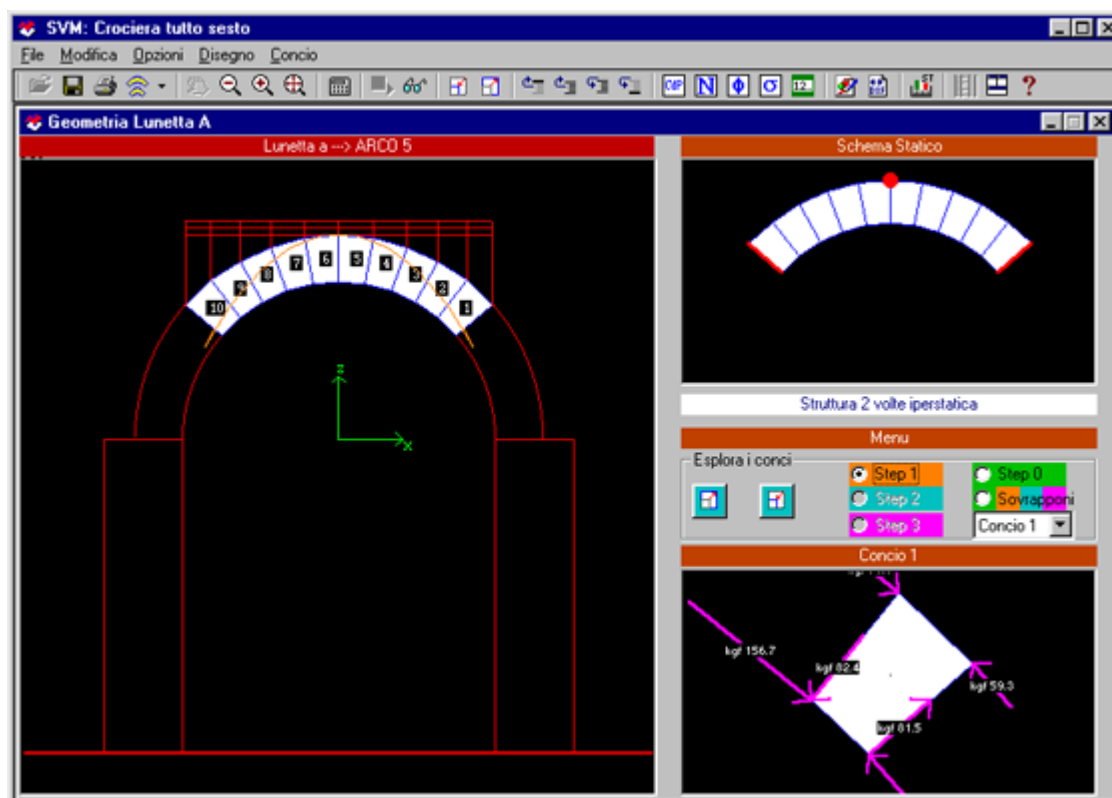 SVM: Crociera tutto sesto
File Modifica Opzioni Disegno Concio
CdP N Φ σ 12.. ST ?
Geometria Lunetta A
Lunetta a ---> ARCO 5
Schema Statico
10 9 8 7 6 5 4 3 2 1
z
x
Struttura 2 volte iperstatica
Menu
Esplora i conci
Step 1
Step 0
Step 2
Sovrapponi
Step 3
Concio 1
Concio 1
kgf 156.7
kgf 82.4
kgf 59.3
kgf 81.5